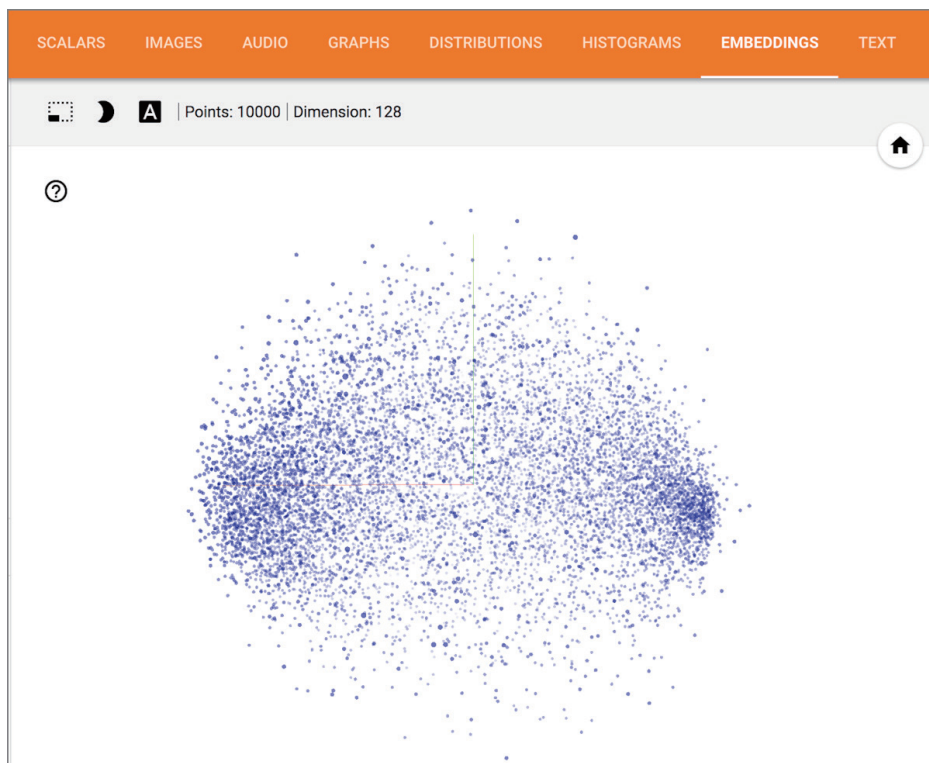 SCALARS IMAGES AUDIO GRAPHS DISTRIBUTIONS HISTOGRAMS EMBEDDINGS TEXT
A | Points: 10000 | Dimension: 128
?